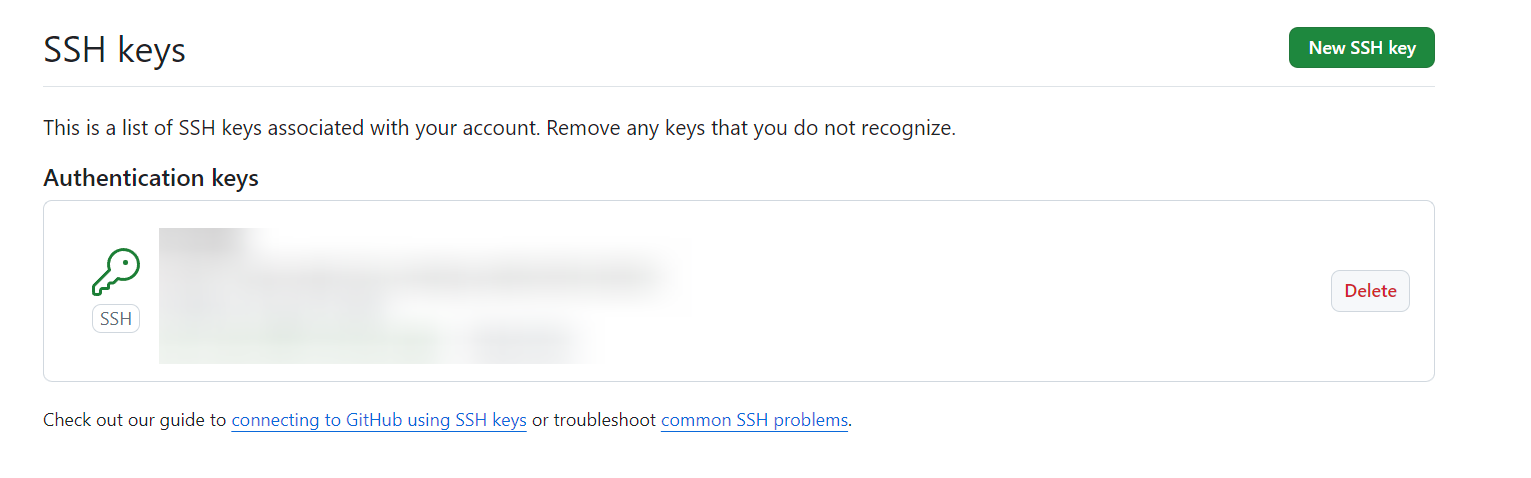 SSH keys
New SSH key
This is a list of SSH keys associated with your account. Remove any keys that you do not recognize.
Authentication keys
SSH
Delete
Check out our guide to connecting to GitHub using SSH keys or troubleshoot common SSH problems.